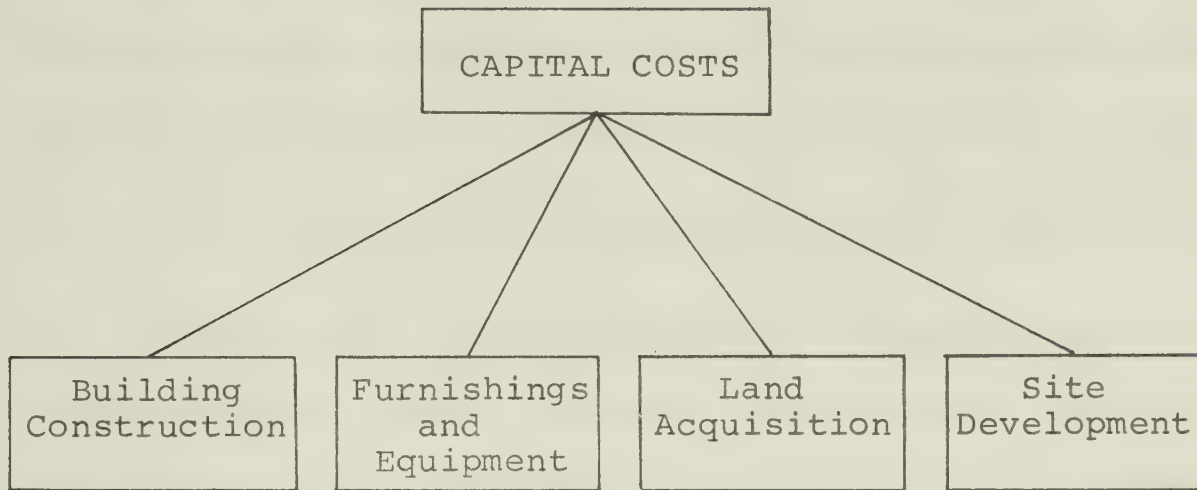 CAPITAL COSTS
Building
Construction
Furnishings
and
Equipment
Land
Acquisition
Site
Development